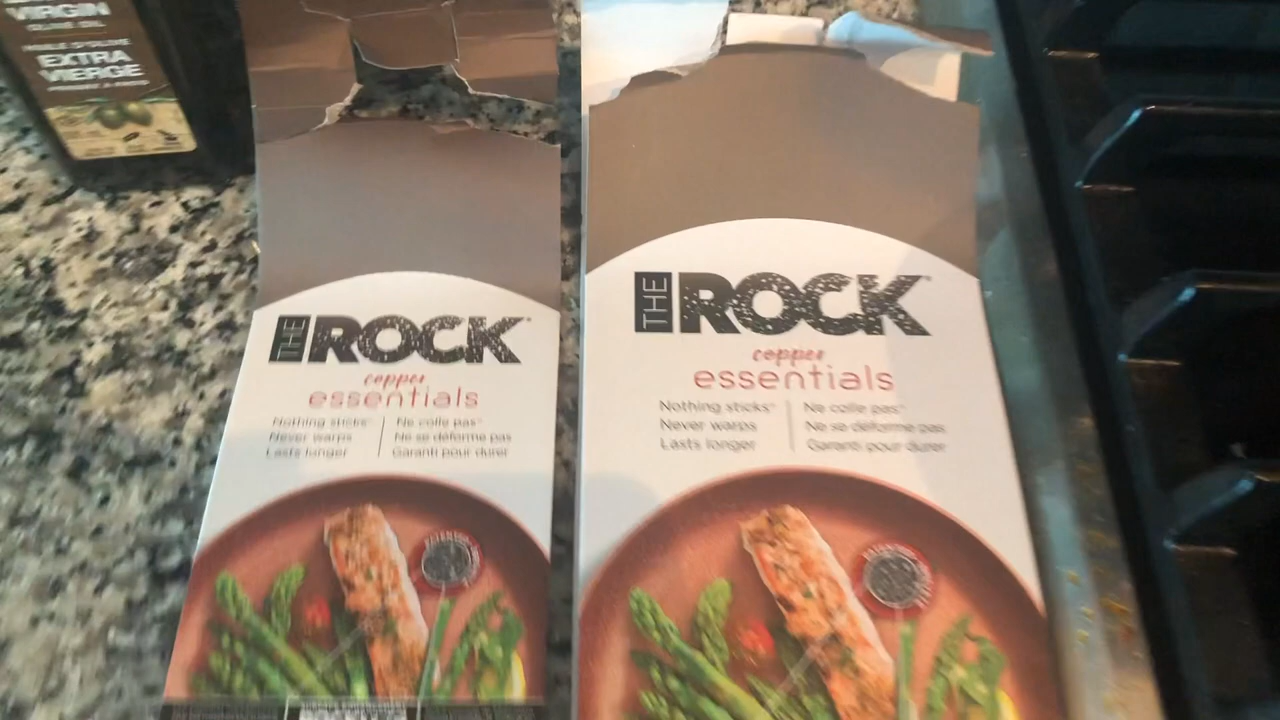 VIRGIN
HUILE D'OLIVE
EXTRA
VIERGE
THE ROCK
copper
essentials
Nothing sticks* | Ne colle pas*
Never warps | Ne se déforme pas
Lasts longer | Garanti pour durer
THE ROCK
copper
essentials
Nothing sticks* | Ne colle pas*
Never warps | Ne se déforme pas
Lasts longer | Garanti pour durer